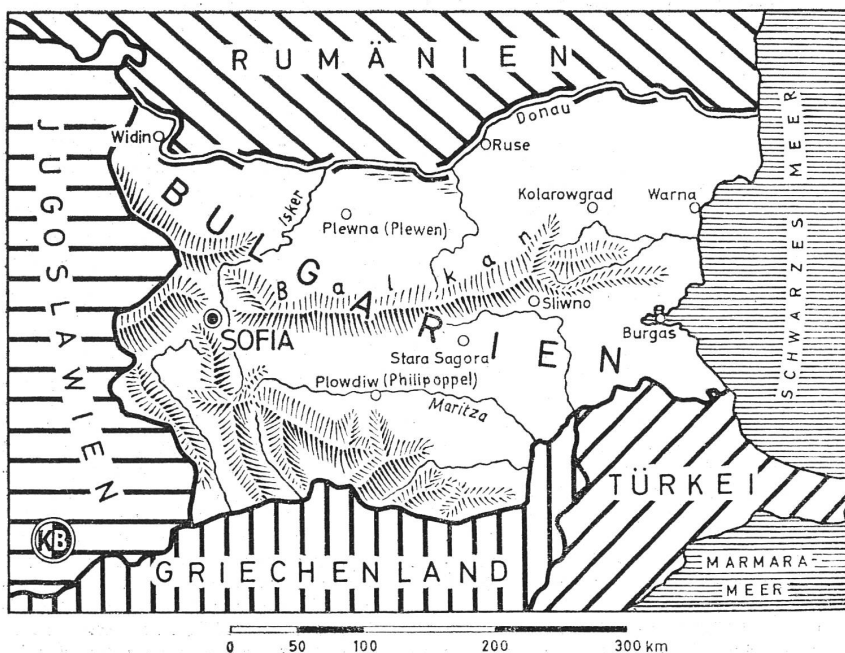 RUMÄNIEN
Donau
Widin
Ruse
JUGOSLAWIEN
BULGARIEN
Isker
Plewna (Plewen)
Kolarowgrad
Warna
SCHWARZES MEER
Balkan
Sliwno
SOFIA
Burgas
Stara Sagora
Plowdiw (Philipoppel)
Maritza
TÜRKEI
KB
GRIECHENLAND
MARMARA-
MEER
0 50 100 200 300 km